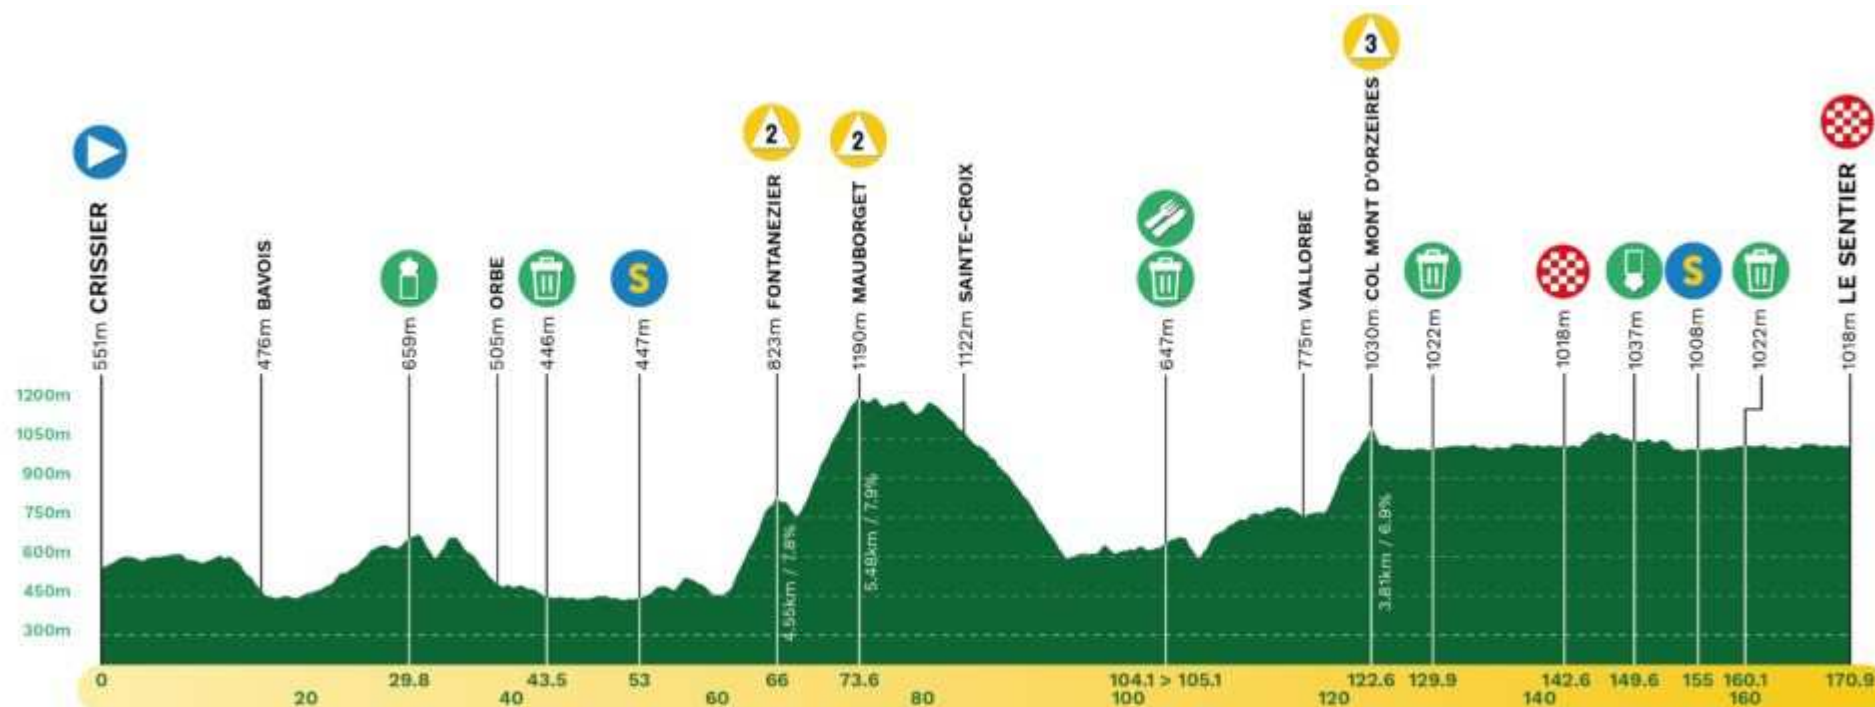 3
2
2
551m CRISSIER
476m BAVOIS
659m
505m ORBE
446m
S
447m
823m FONTANEZIER
1190m MAUBORGET
1122m SAINTE-CROIX
647m
775m VALLORBE
1030m COL MONT D'ORZEIRES
1022m
1018m
1037m
S
1008m
1022m
1018m LE SENTIER
1200m
1050m
900m
750m
600m
450m
300m
4.55km / 7.8%
5.48km / 7.9%
3.81km / 6.9%
0 29.8 43.5 53 66 73.6 104.1 > 105.1 122.6 129.9 142.6 149.6 155 160.1 170.9
20 40 60 80 100 120 140 160